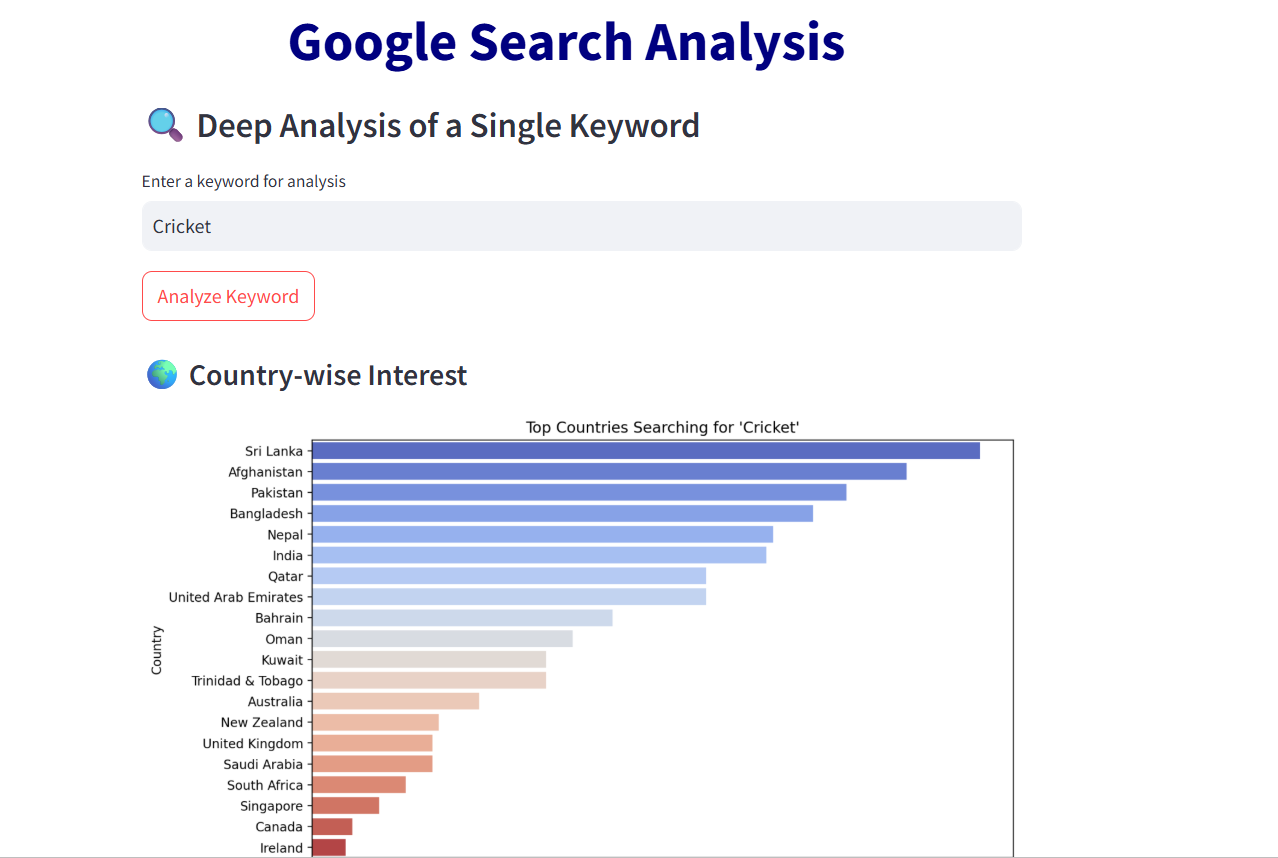 Google Search Analysis
Deep Analysis of a Single Keyword
Enter a keyword for analysis
Cricket
Analyze Keyword
Country-wise Interest
Top Countries Searching for 'Cricket'
Sri Lanka
Afghanistan
Pakistan
Bangladesh
Nepal
India
Qatar
United Arab Emirates
Bahrain
Oman
Country
Kuwait
Trinidad & Tobago
Australia
New Zealand
United Kingdom
Saudi Arabia
South Africa
Singapore
Canada
Ireland